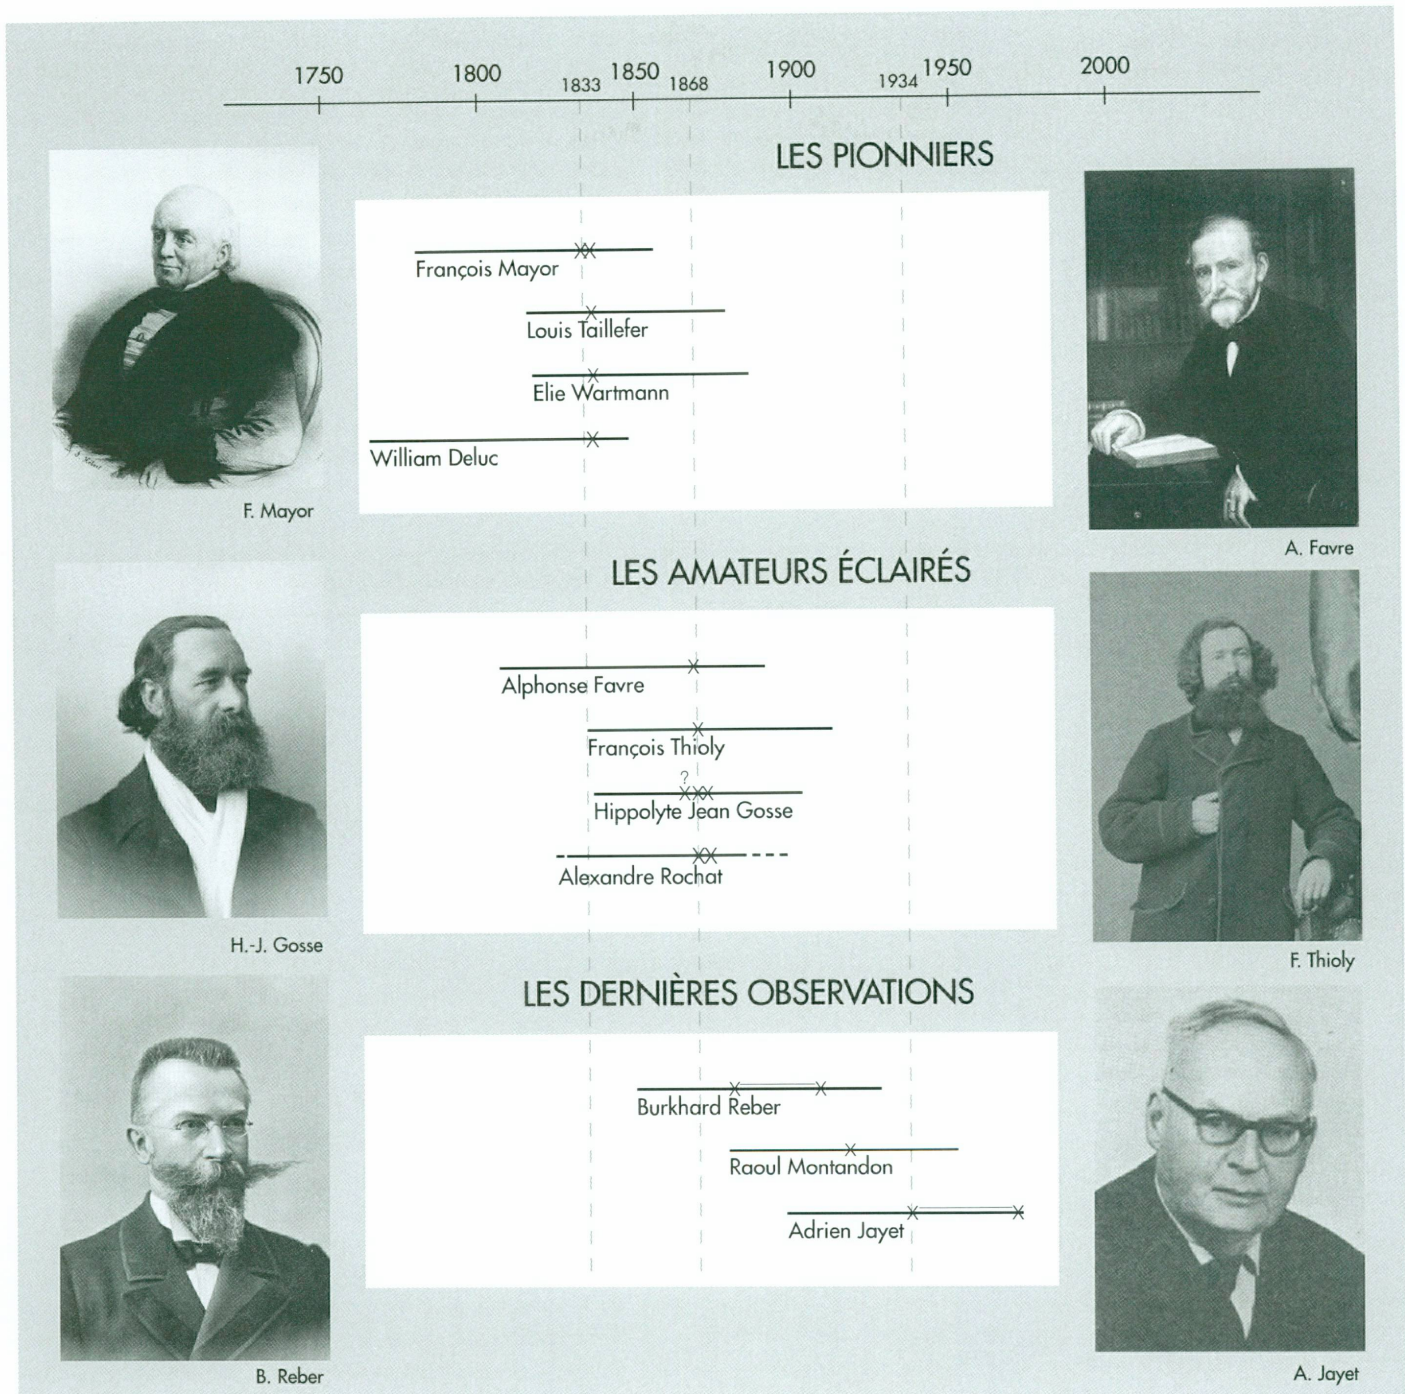 1750 1800 1850 1900 1950 2000
1833 1868 1934
LES PIONNIERS
François Mayor
Louis Taillefer
Elie Wartmann
William Deluc
F. Mayor
A. Favre
LES AMATEURS ÉCLAIRÉS
Alphonse Favre
François Thioly
?
Hippolyte Jean Gosse
Alexandre Rochat
H.-J. Gosse
F. Thioly
LES DERNIÈRES OBSERVATIONS
Burkhard Reber
Raoul Montandon
Adrien Jayet
B. Reber
A. Jayet